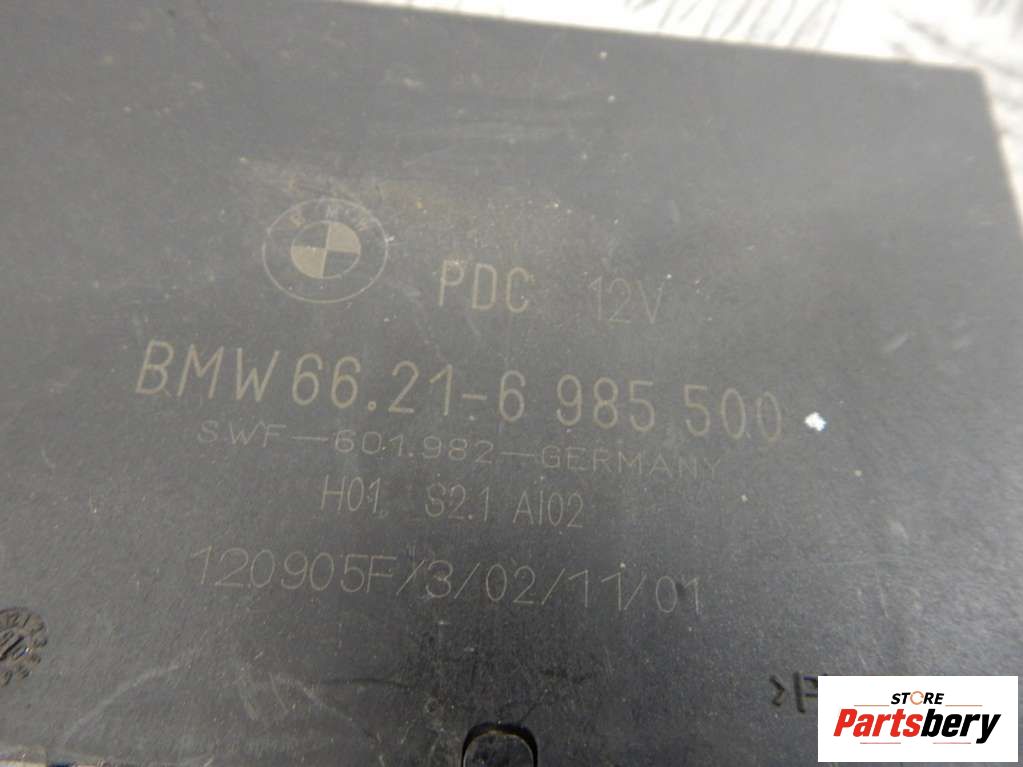 BMW
PDC 12V
BMW 66.21-6 985 500
SWF-601.982-GERMANY
H01 S2.1 AI02
120905F/3/02/11/01
STORE
Partsbery